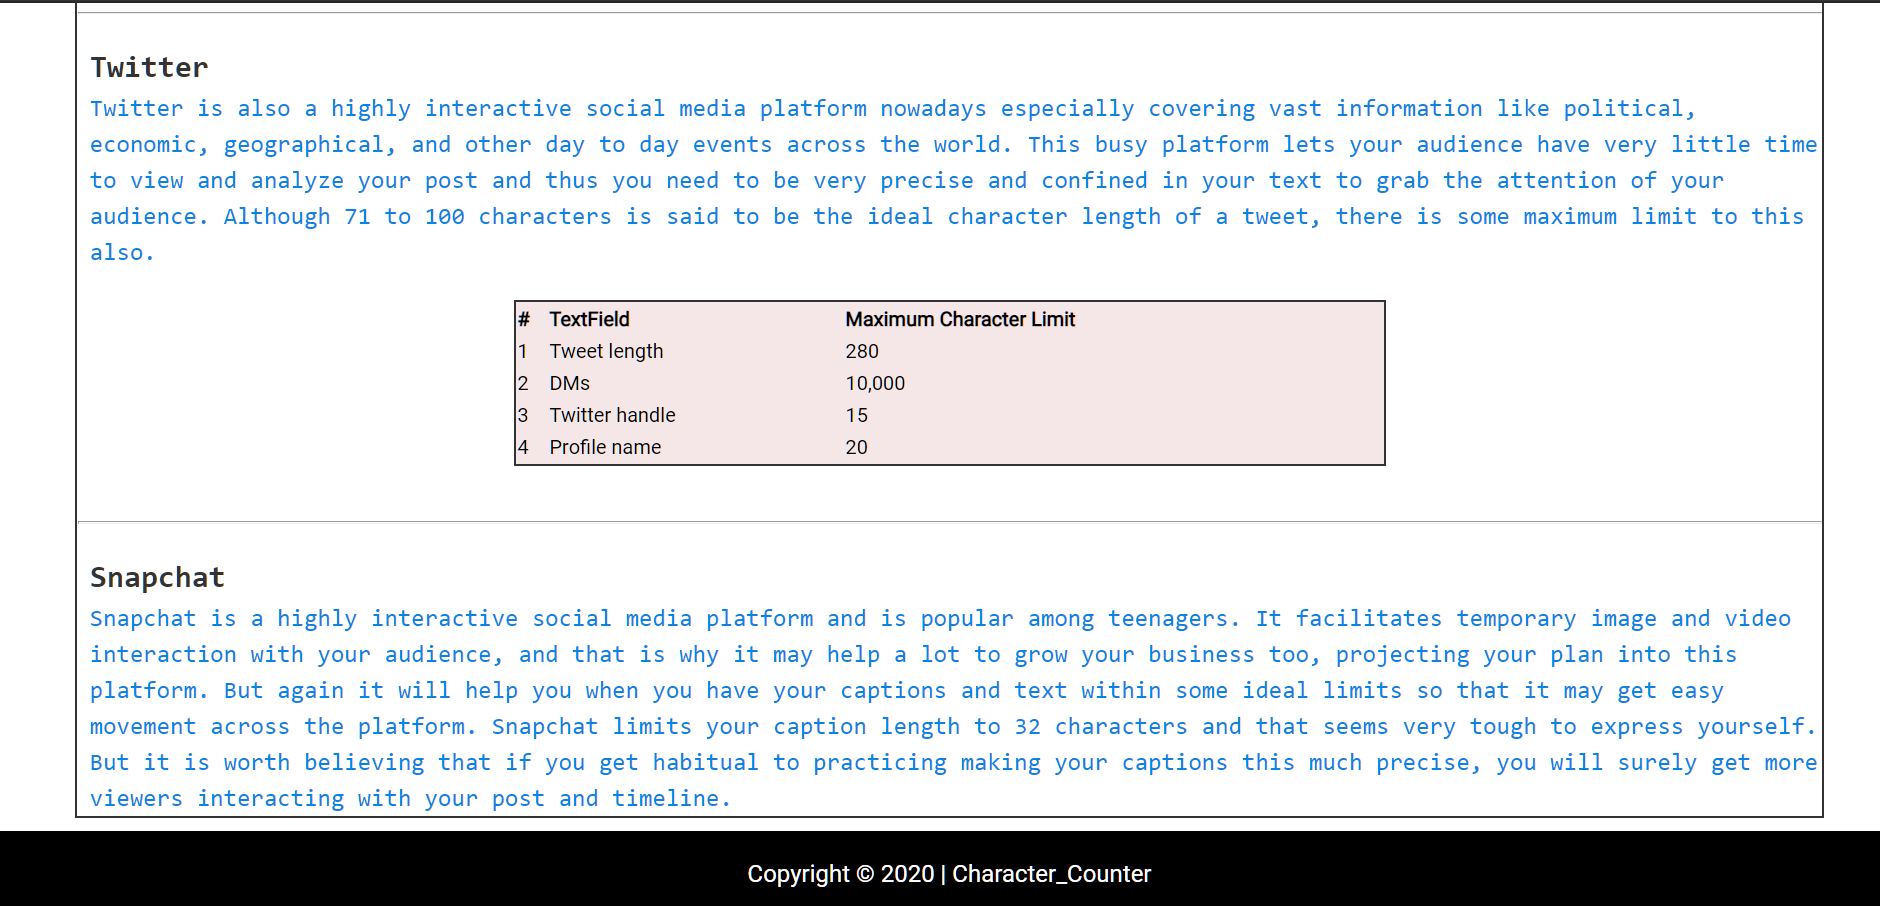 Twitter
Twitter is also a highly interactive social media platform nowadays especially covering vast information like political,
economic, geographical, and other day to day events across the world. This busy platform lets your audience have very little time
to view and analyze your post and thus you need to be very precise and confined in your text to grab the attention of your
audience. Although 71 to 100 characters is said to be the ideal character length of a tweet, there is some maximum limit to this
also.
# TextField Maximum Character Limit
1 Tweet length 280
2 DMs 10,000
3 Twitter handle 15
4 Profile name 20
Snapchat
Snapchat is a highly interactive social media platform and is popular among teenagers. It facilitates temporary image and video
interaction with your audience, and that is why it may help a lot to grow your business too, projecting your plan into this
platform. But again it will help you when you have your captions and text within some ideal limits so that it may get easy
movement across the platform. Snapchat limits your caption length to 32 characters and that seems very tough to express yourself.
But it is worth believing that if you get habitual to practicing making your captions this much precise, you will surely get more
viewers interacting with your post and timeline.
Copyright © 2020 | Character_Counter